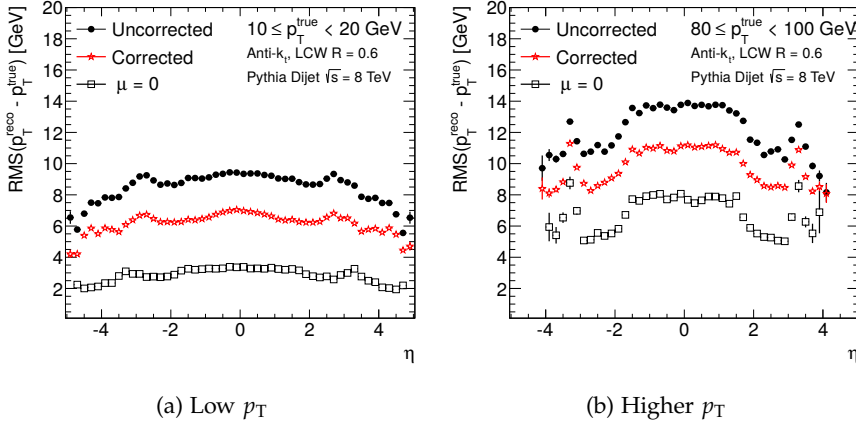 RMS(p_T^reco - p_T^true) [GeV]
Uncorrected
Corrected
μ = 0
10 ≤ p_T^true < 20 GeV
Anti-k_t, LCW R = 0.6
Pythia Dijet √s = 8 TeV
14
12
10
8
6
4
2
-4 -2 0 2 4
η
(a) Low p_T
RMS(p_T^reco - p_T^true) [GeV]
Uncorrected
Corrected
μ = 0
80 ≤ p_T^true < 100 GeV
Anti-k_t, LCW R = 0.6
Pythia Dijet √s = 8 TeV
20
18
16
14
12
10
8
6
4
2
-4 -2 0 2 4
η
(b) Higher p_T